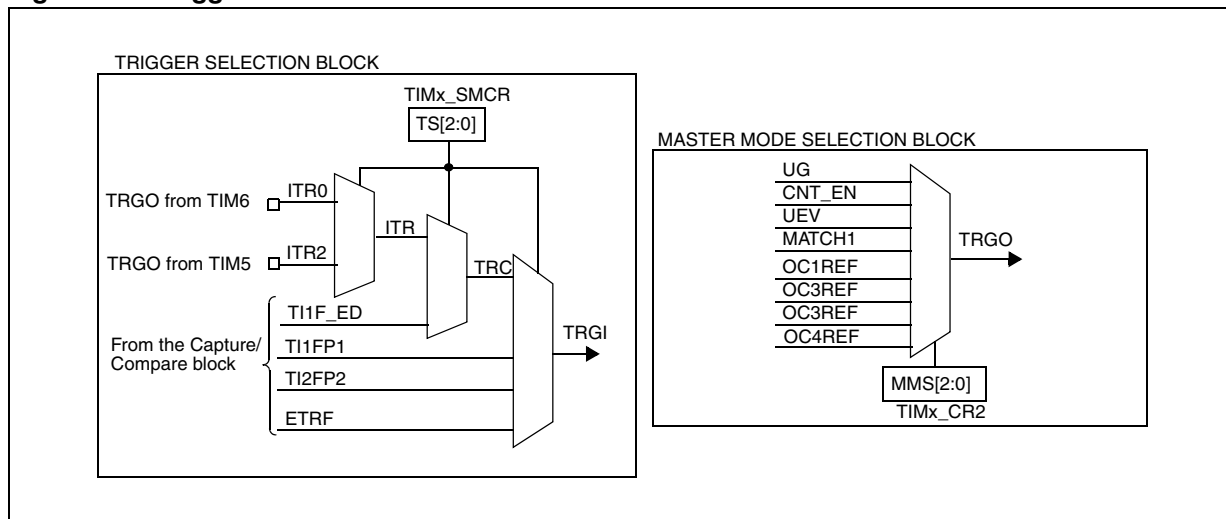 TRIGGER SELECTION BLOCK
TIMx_SMCR
TS[2:0]
TRGO from TIM6
ITR0
ITR
TRGO from TIM5
ITR2
TRC
TI1F_ED
TRGI
From the Capture/
Compare block
TI1FP1
TI2FP2
ETRF
MASTER MODE SELECTION BLOCK
UG
CNT_EN
UEV
MATCH1
TRGO
OC1REF
OC3REF
OC3REF
OC4REF
MMS[2:0]
TIMx_CR2